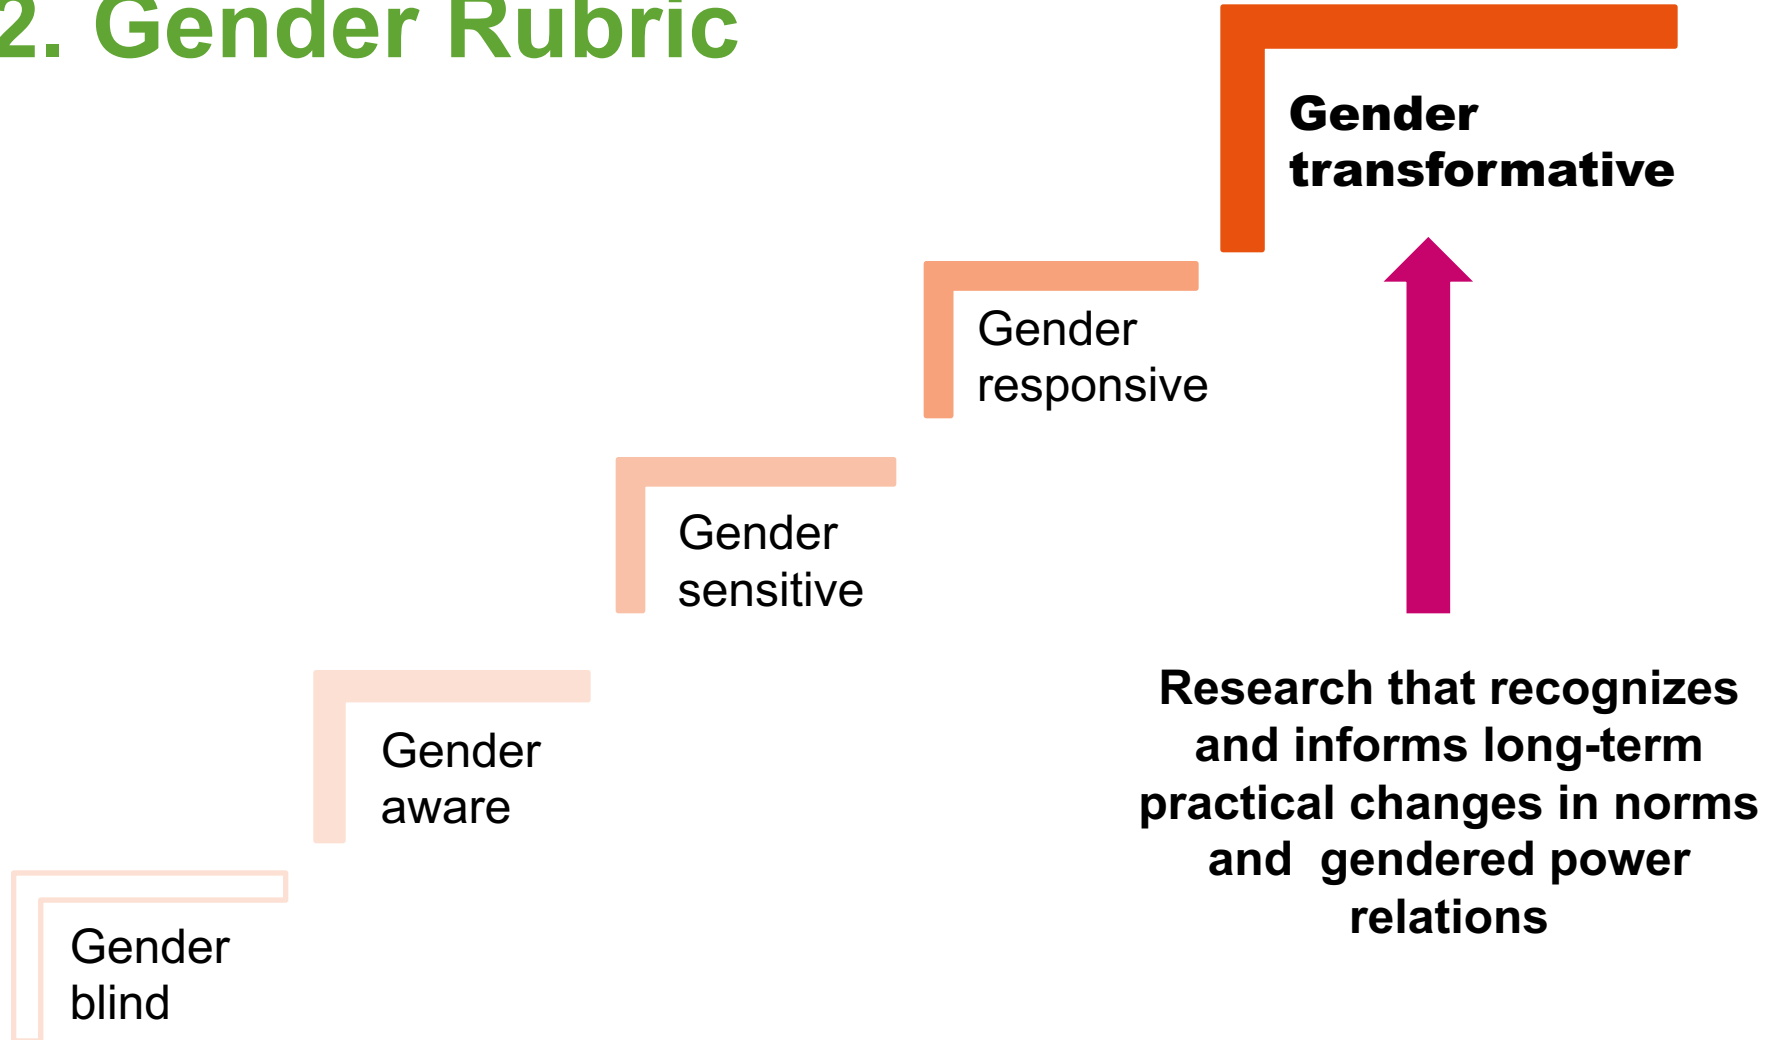 2. Gender Rubric
Gender
transformative
Gender
responsive
Gender
sensitive
Gender
aware
Gender
blind
Research that recognizes
and informs long-term
practical changes in norms
and  gendered power
relations